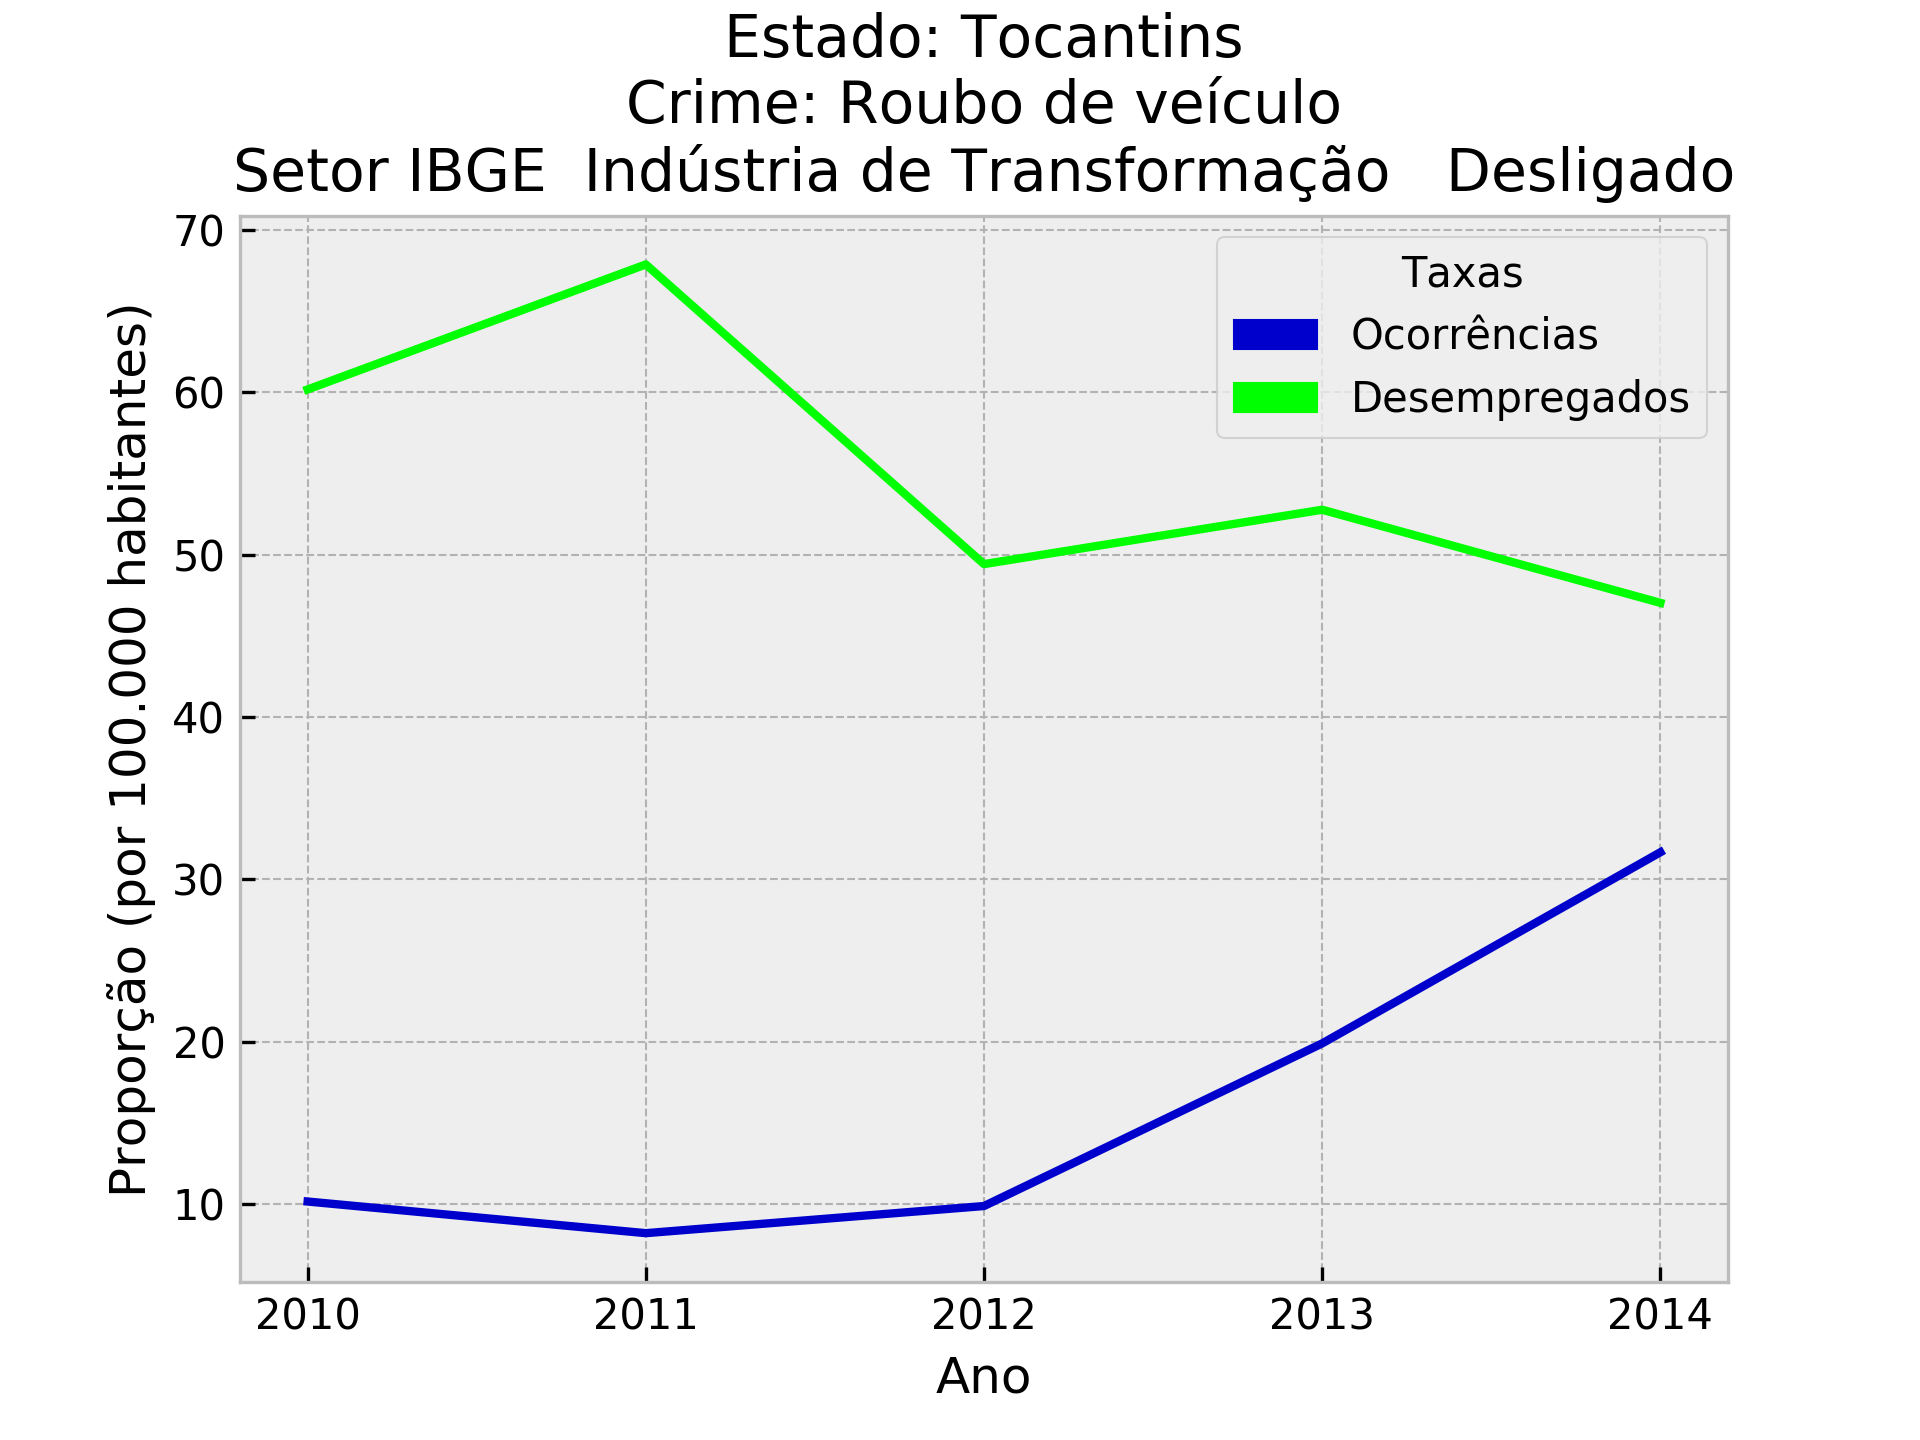 Estado: Tocantins
Crime: Roubo de veículo
Setor IBGE  Indústria de Transformação   Desligado
Proporção (por 100.000 habitantes)
70
60
50
40
30
20
10
Taxas
Ocorrências
Desempregados
2010 2011 2012 2013 2014
Ano